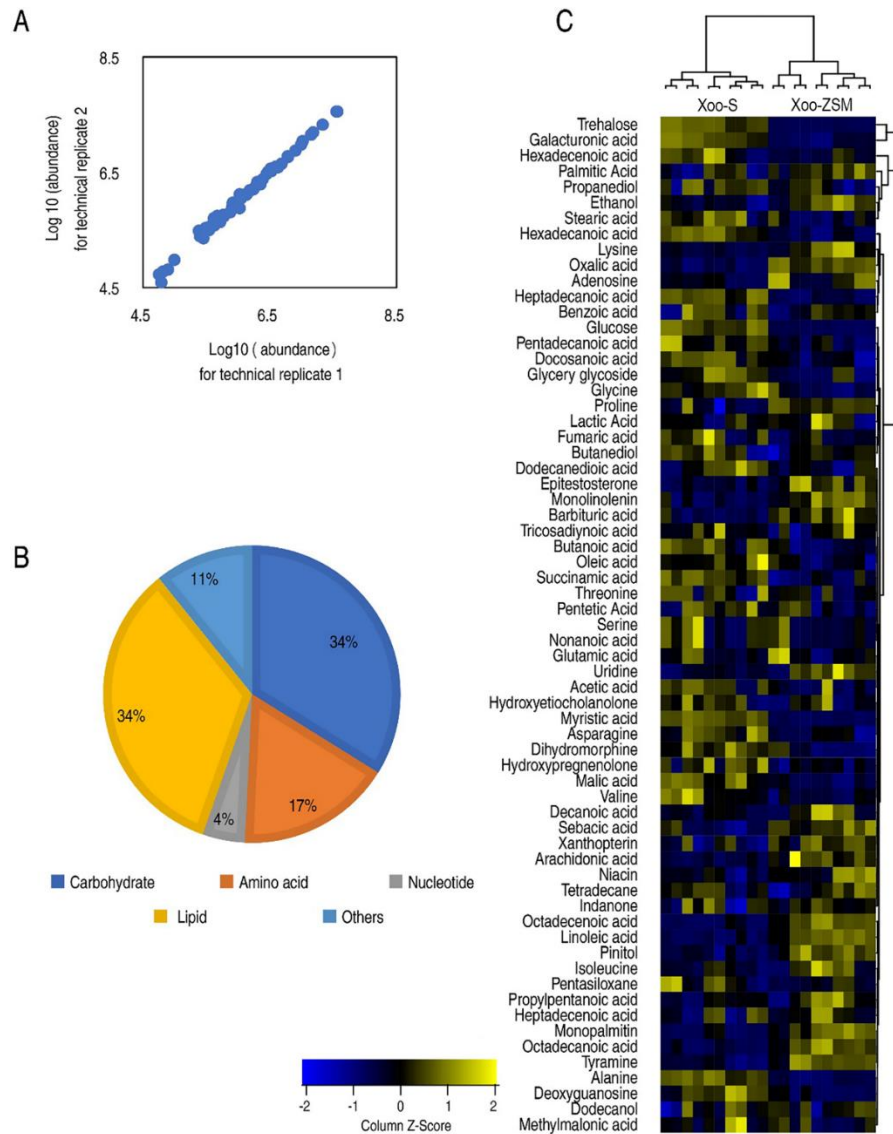 A
8.5
6.5
4.5
Log 10 (abundance)
for technical replicate 2
4.5 6.5 8.5
Log10 ( abundance)
for technical replicate 1
B
11%
34%
34%
4%
17%
Carbohydrate Amino acid Nucleotide
Lipid Others
C
Xoo-S Xoo-ZSM
Trehalose
Galacturonic acid
Hexadecenoic acid
Palmitic Acid
Propanediol
Ethanol
Stearic acid
Hexadecanoic acid
Lysine
Oxalic acid
Adenosine
Heptadecanoic acid
Benzoic acid
Glucose
Pentadecanoic acid
Docosanoic acid
Glycery glycoside
Glycine
Proline
Lactic Acid
Fumaric acid
Butanediol
Dodecanedioic acid
Epitestosterone
Monolinolenin
Barbituric acid
Tricosadiynoic acid
Butanoic acid
Oleic acid
Succinamic acid
Threonine
Pentetic Acid
Serine
Nonanoic acid
Glutamic acid
Uridine
Acetic acid
Hydroxyetiocholanolone
Myristic acid
Asparagine
Dihydromorphine
Hydroxypregnenolone
Malic acid
Valine
Decanoic acid
Sebacic acid
Xanthopterin
Arachidonic acid
Niacin
Tetradecane
Indanone
Octadecenoic acid
Linoleic acid
Pinitol
Isoleucine
Pentasiloxane
Propylpentanoic acid
Heptadecenoic acid
Monopalmitin
Octadecanoic acid
Tyramine
Alanine
Deoxyguanosine
Dodecanol
Methylmalonic acid
-2 -1 0 1 2
Column Z-Score